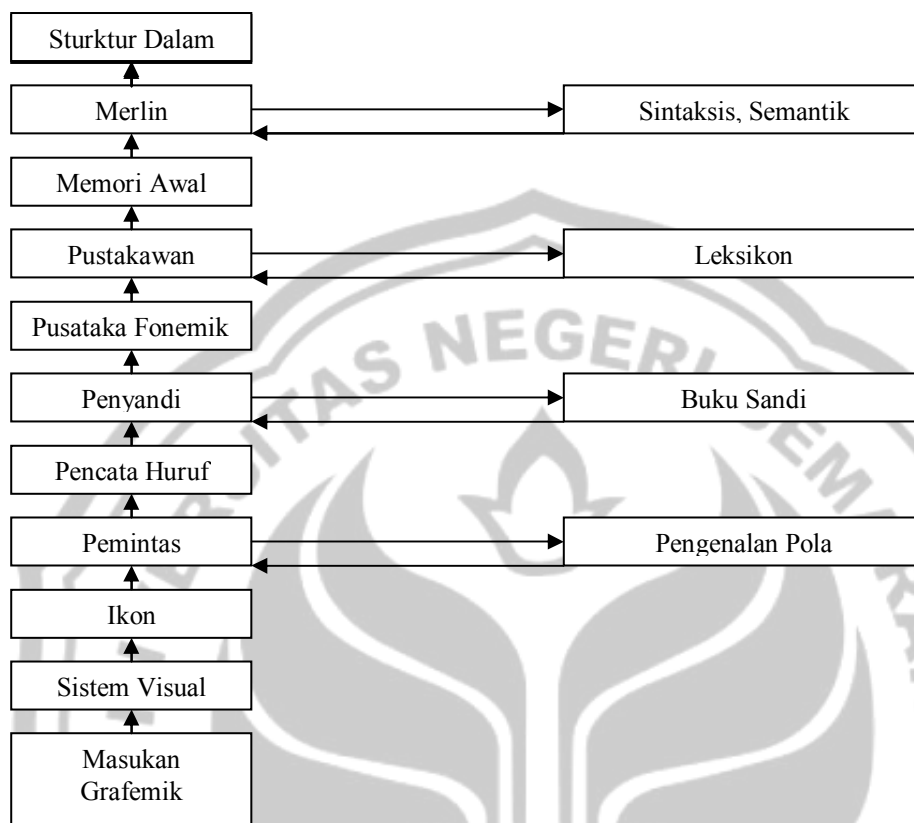 Sturktur Dalam
Merlin
Sintaksis, Semantik
Memori Awal
Pustakawan
Leksikon
Pusataka Fonemik
Penyandi
Buku Sandi
Pencata Huruf
Pemintas
Pengenalan Pola
Ikon
Sistem Visual
Masukan
Grafemik